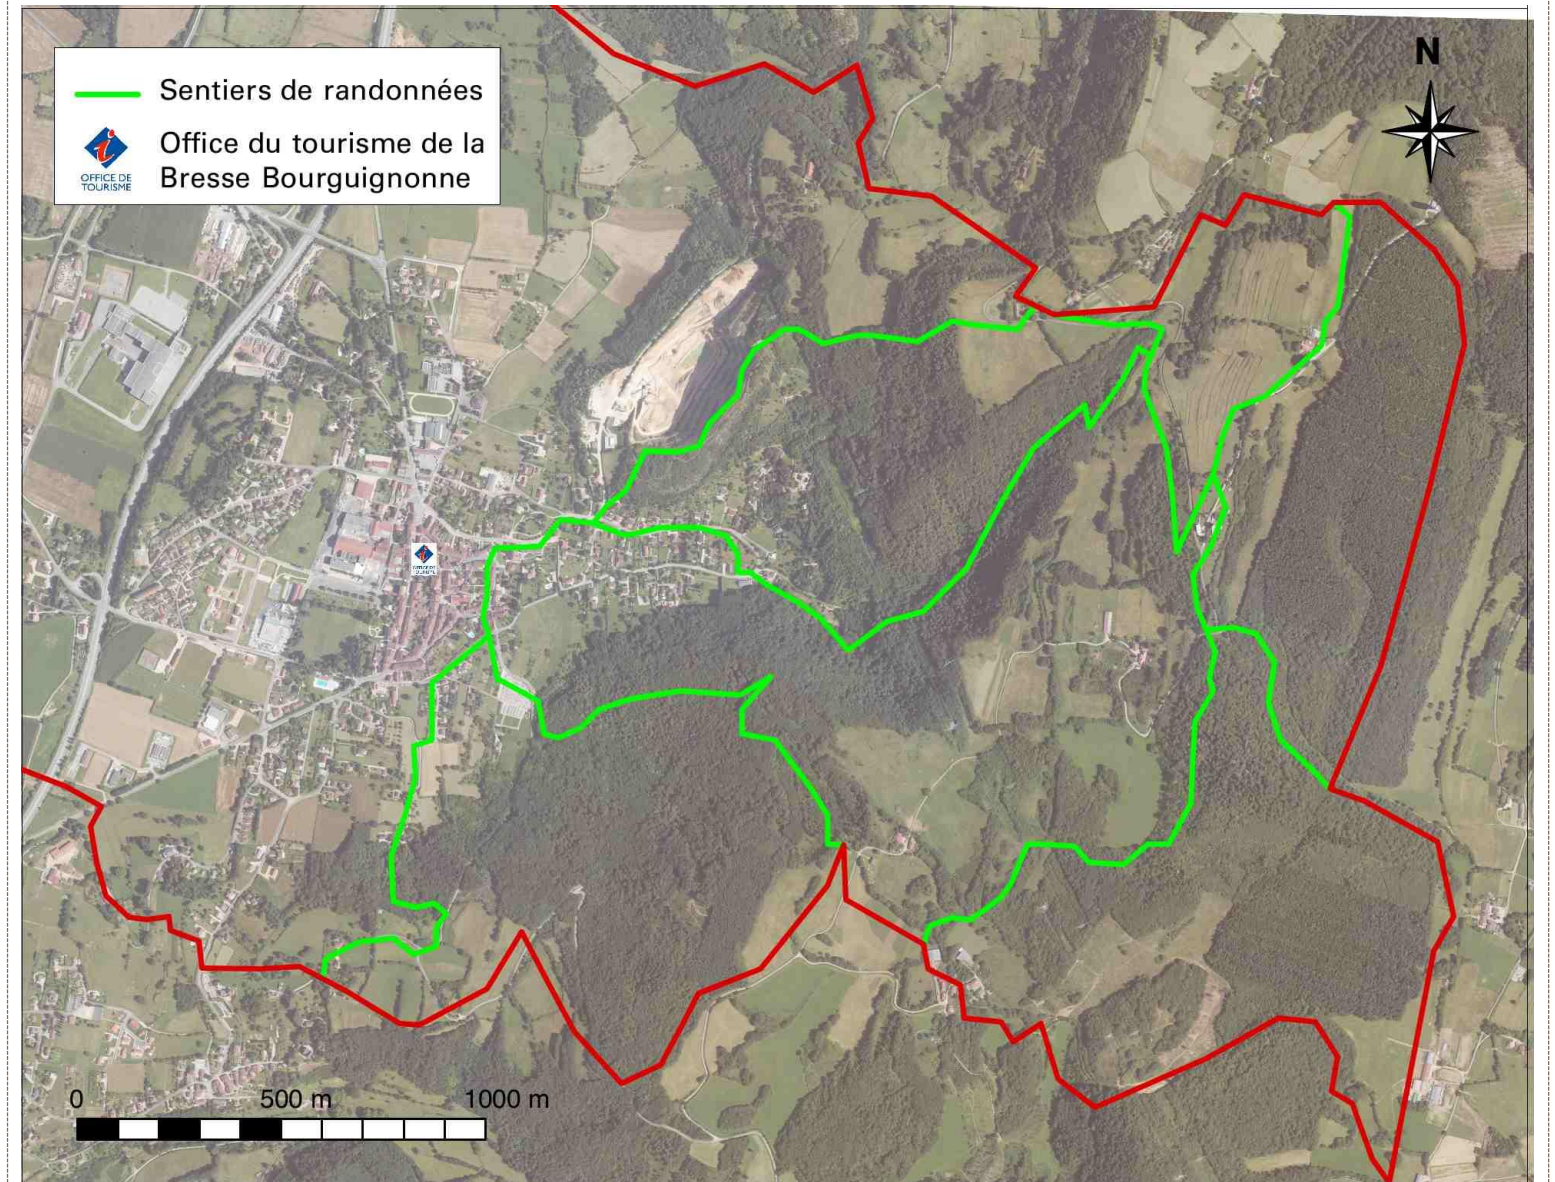 N
Sentiers de randonnées
Office du tourisme de la
Bresse Bourguignonne
OFFICE DE
TOURISME
0 500 m 1000 m